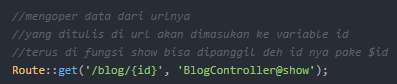 //mengoper data dari urlnya
//yang ditulis di url akan dimasukan ke variable id
//terus di fungsi show bisa dipanggil deh id nya pake $id
Route::get('/blog/{id}', 'BlogController@show');